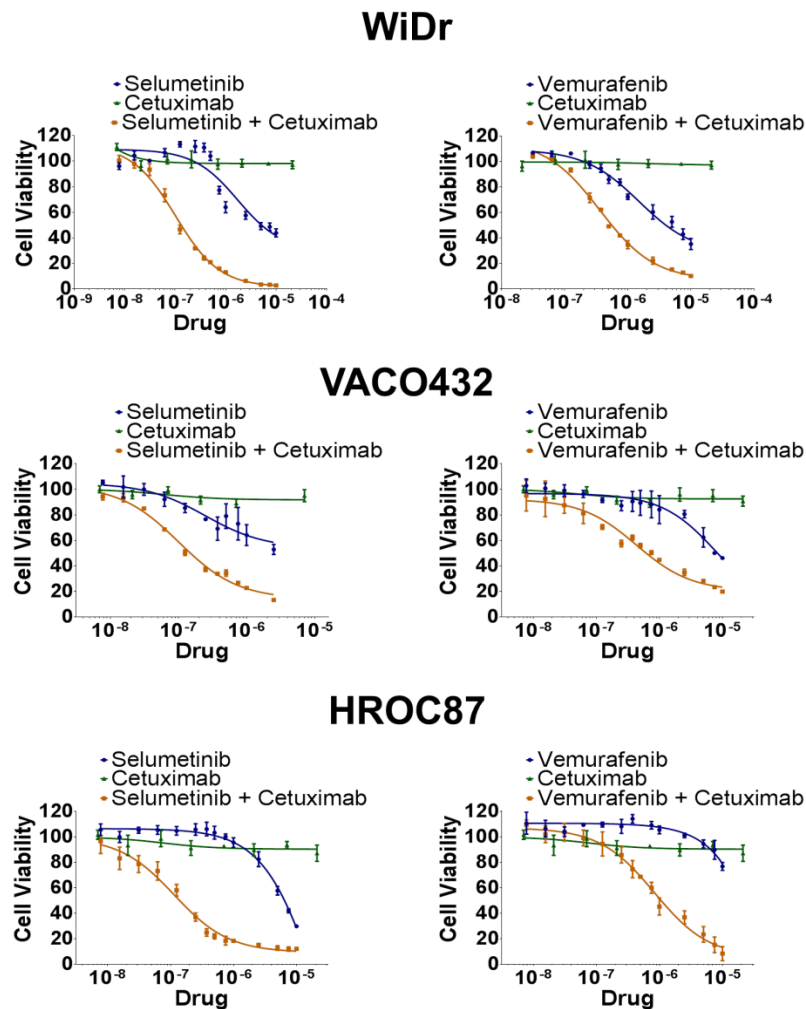 WiDr
Selumetinib
Cetuximab
Selumetinib + Cetuximab
Cell Viability
120
100
80
60
40
20
0
10-9 10-8 10-7 10-6 10-5 10-4
Drug
Vemurafenib
Cetuximab
Vemurafenib + Cetuximab
Cell Viability
120
100
80
60
40
20
0
10-8 10-7 10-6 10-5 10-4
Drug
VACO432
Selumetinib
Cetuximab
Selumetinib + Cetuximab
Cell Viability
120
100
80
60
40
20
0
10-8 10-7 10-6 10-5
Drug
Vemurafenib
Cetuximab
Vemurafenib + Cetuximab
Cell Viability
120
100
80
60
40
20
0
10-8 10-7 10-6 10-5
Drug
HROC87
Selumetinib
Cetuximab
Selumetinib + Cetuximab
Cell Viability
120
100
80
60
40
20
0
10-8 10-7 10-6 10-5
Drug
Vemurafenib
Cetuximab
Vemurafenib + Cetuximab
Cell Viability
120
100
80
60
40
20
0
10-8 10-7 10-6 10-5
Drug